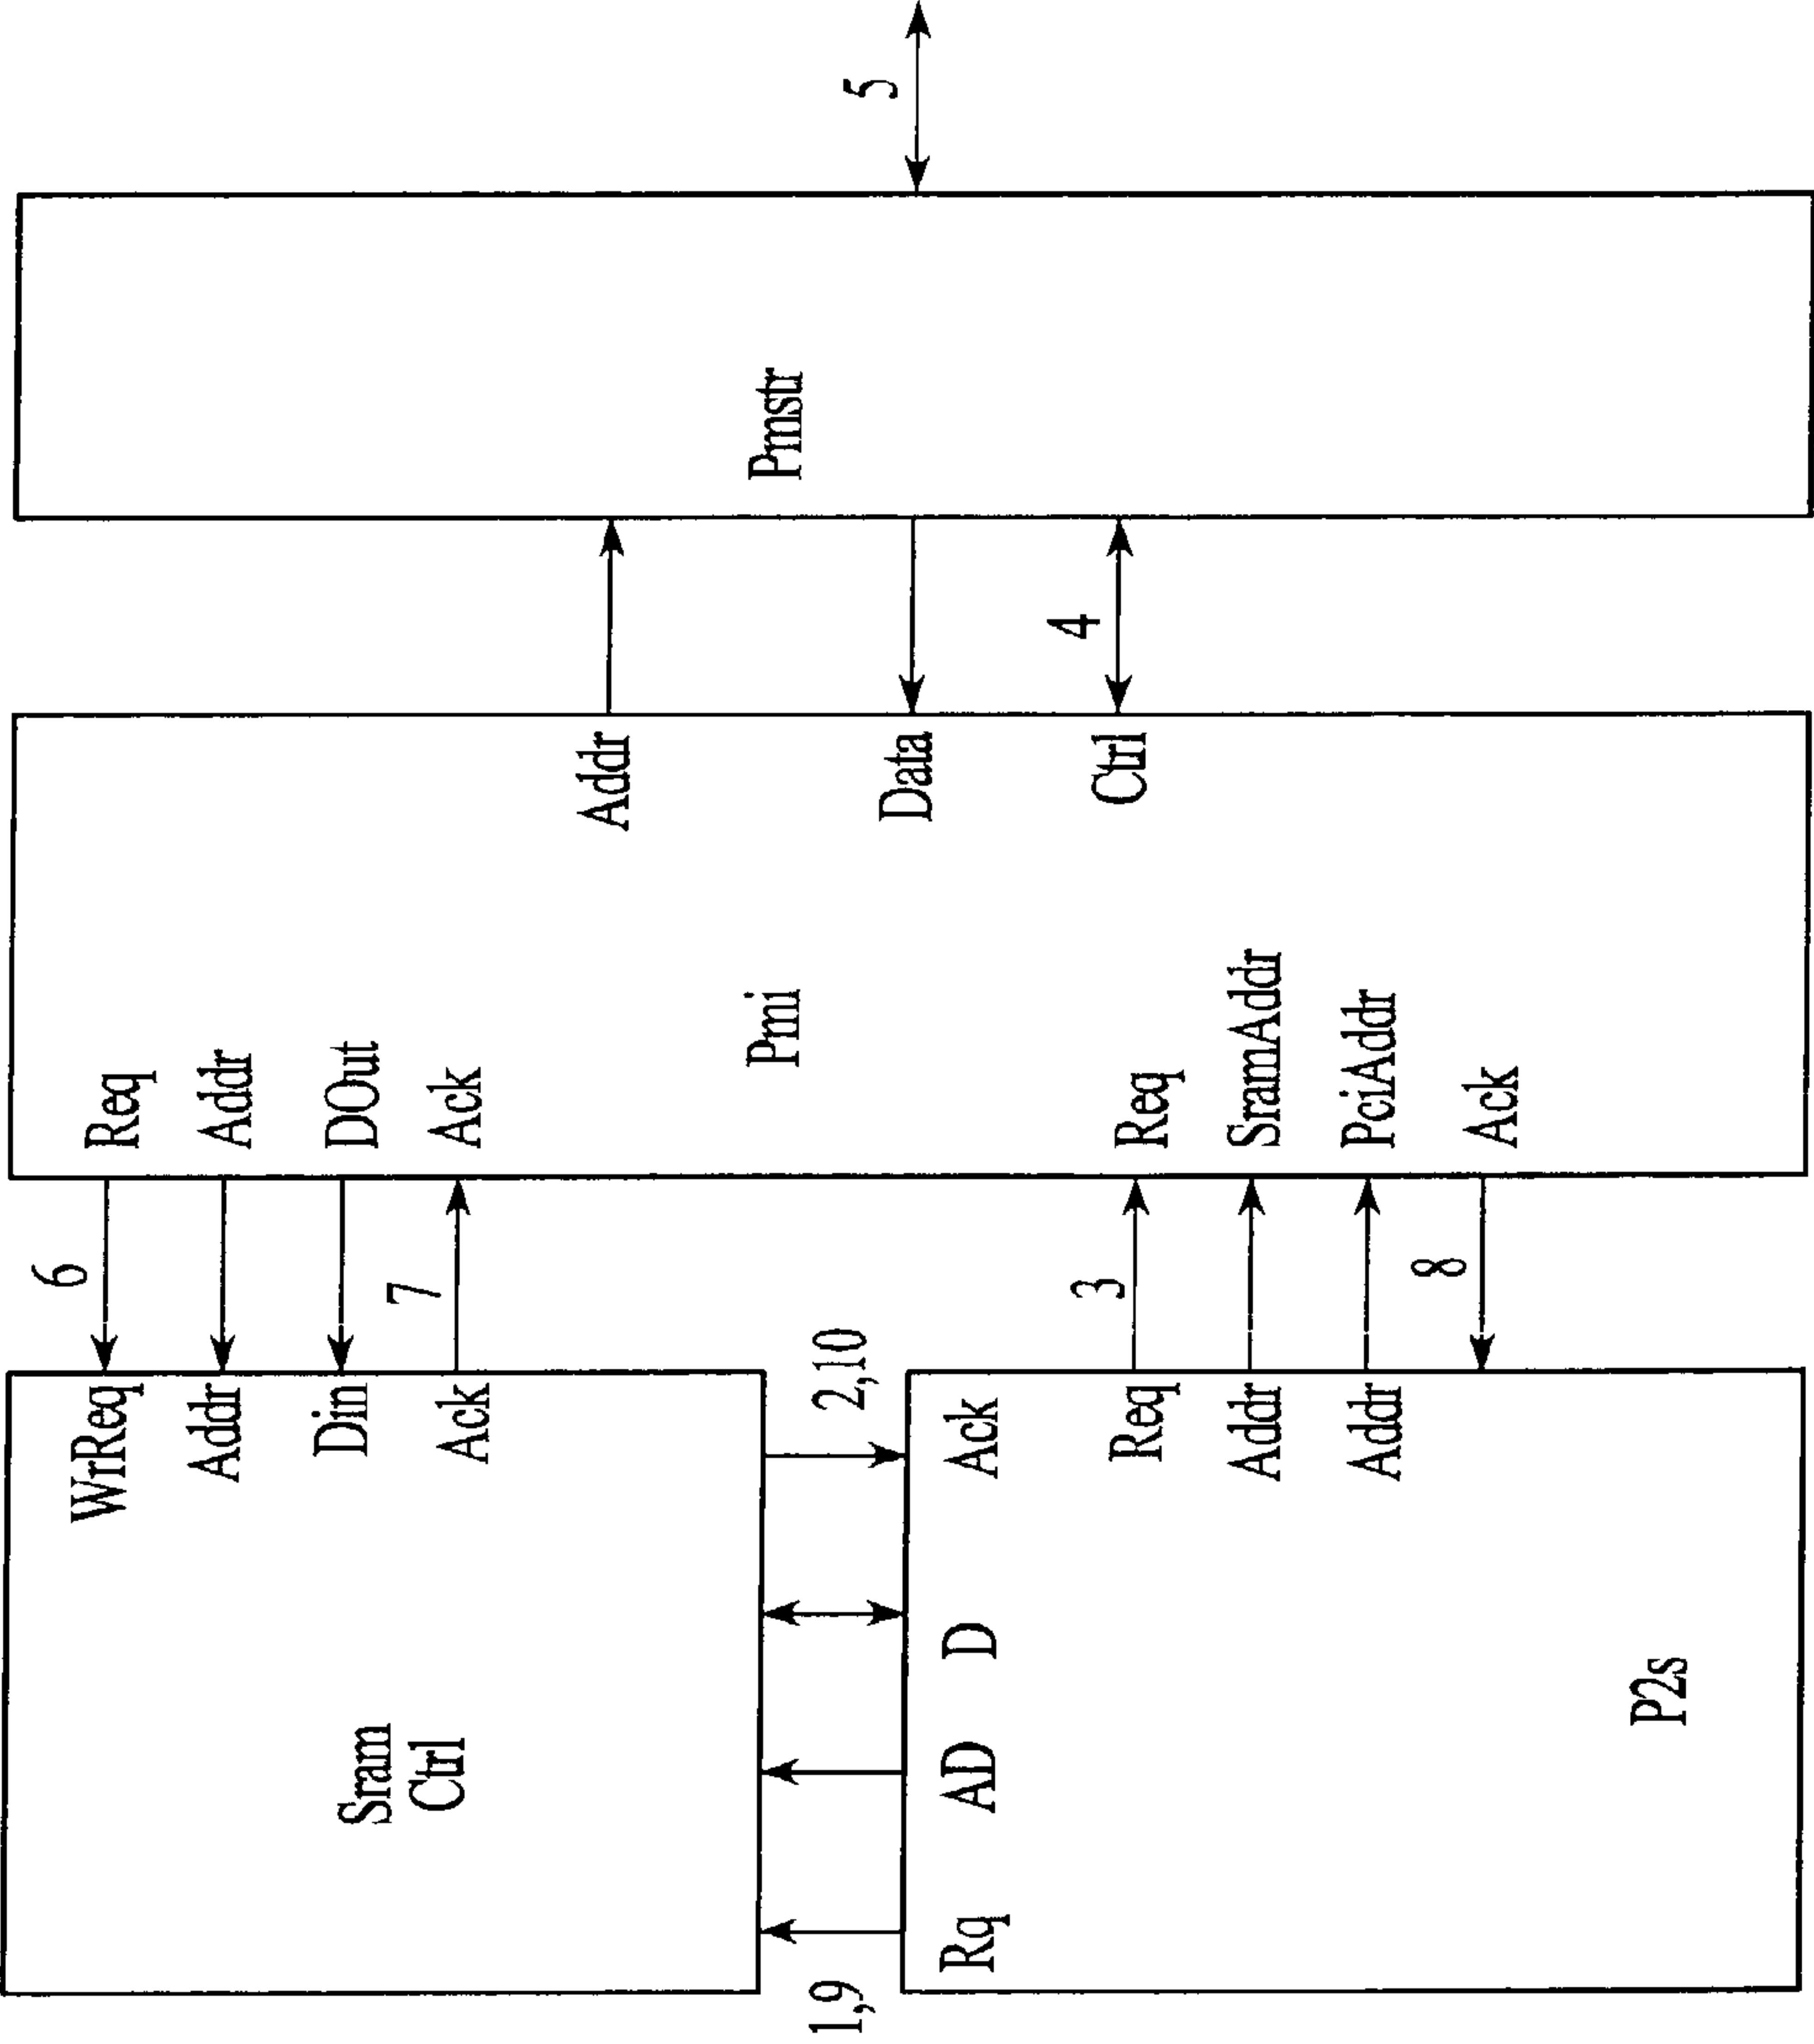 WrReq
Addr
Din
Ack
Sram
Ctrl
6
7
Req
Addr
DOut
Ack
Pmi
Addr
Data
Ctrl
4
Pmstr
5
1,9
2,10
Rq
AD
D
Ack
Req
Addr
Addr
P2s
3
8
Req
SramAddr
PciAddr
Ack